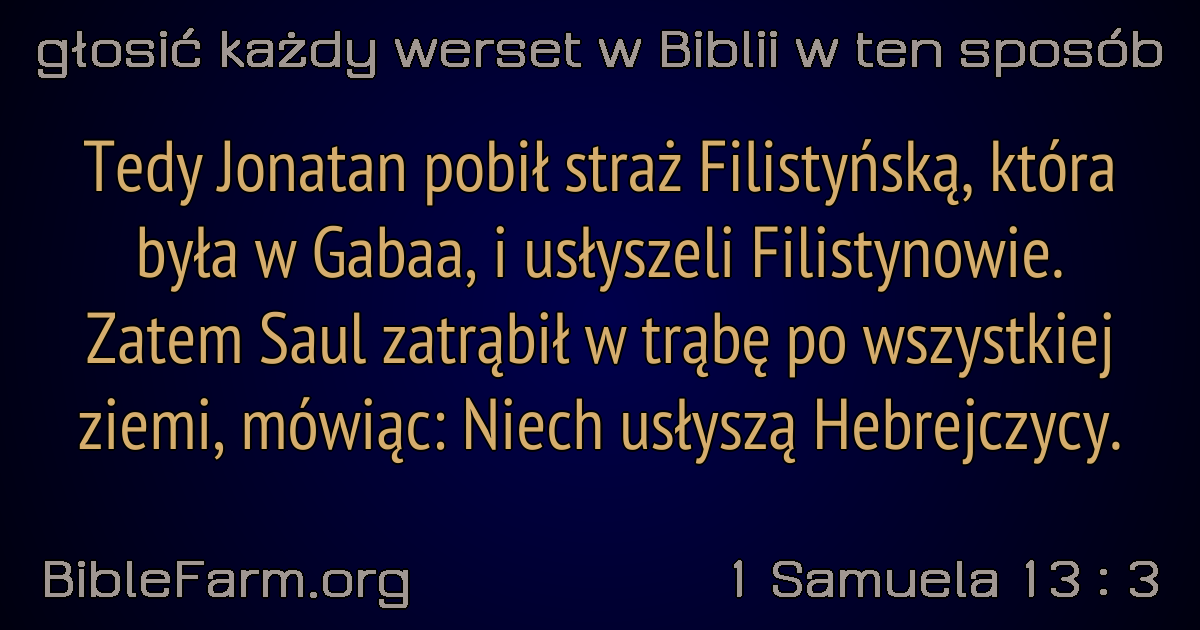 głosić każdy werset w Biblii w ten sposób
Tedy Jonatan pobił straż Filistyńską, która
była w Gabaa, i usłyszeli Filistynowie.
Zatem Saul zatrąbił w trąbę po wszystkiej
ziemi, mówiąc: Niech usłyszą Hebrejczycy.
BibleFarm.org
1 Samuela 13 : 3